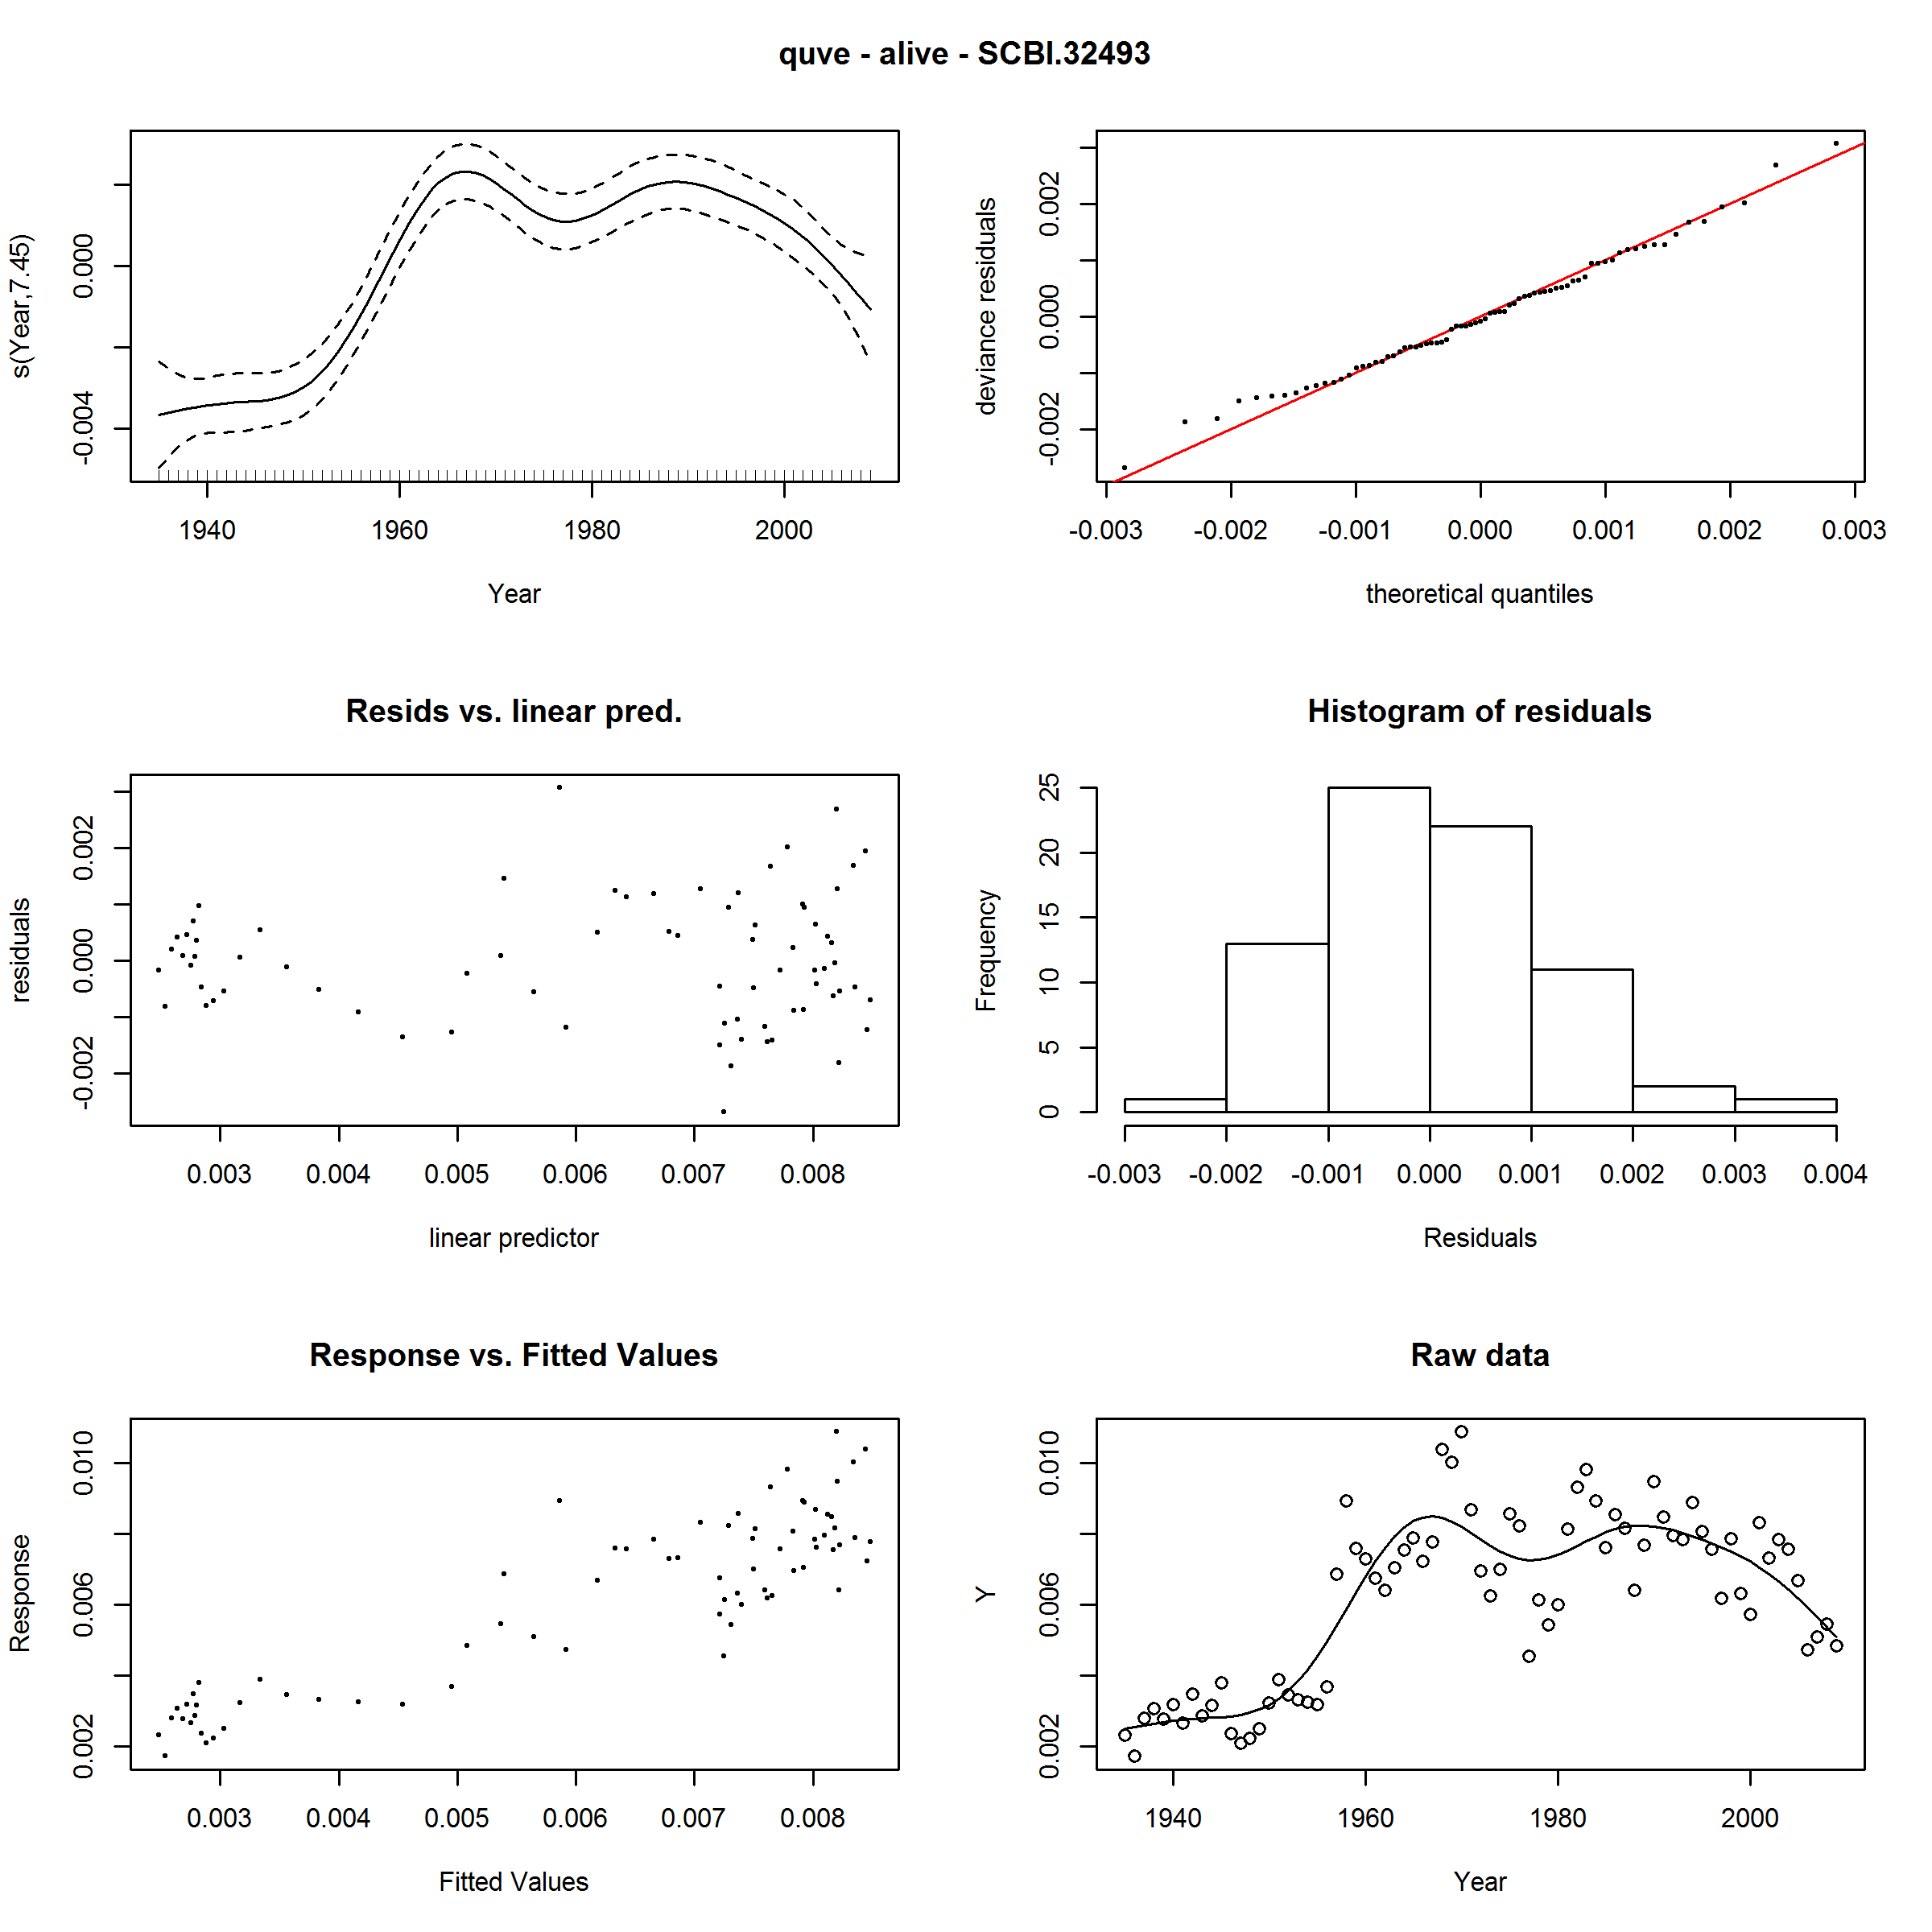 quve - alive - SCBI.32493
s(Year,7.45)
0.000
-0.004
1940 1960 1980 2000
Year
deviance residuals
0.002
0.000
-0.002
-0.003 -0.002 -0.001 0.000 0.001 0.002 0.003
theoretical quantiles
Resids vs. linear pred.
residuals
0.002
0.000
-0.002
0.003 0.004 0.005 0.006 0.007 0.008
linear predictor
Histogram of residuals
Frequency
25
20
15
10
5
0
-0.003 -0.002 -0.001 0.000 0.001 0.002 0.003 0.004
Residuals
Response vs. Fitted Values
Response
0.010
0.006
0.002
0.003 0.004 0.005 0.006 0.007 0.008
Fitted Values
Raw data
Y
0.010
0.006
0.002
1940 1960 1980 2000
Year